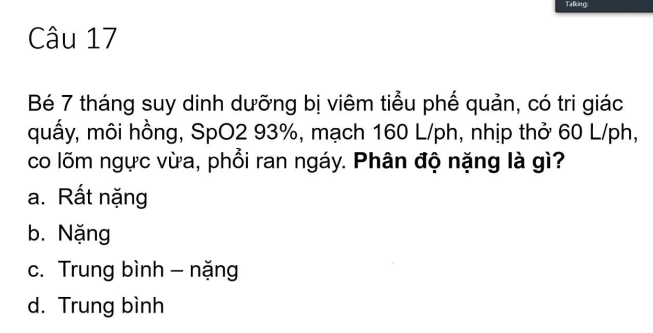 Talking:
Câu 17
Bé 7 tháng suy dinh dưỡng bị viêm tiểu phế quản, có tri giác
quấy, môi hồng, SpO2 93%, mạch 160 L/ph, nhịp thở 60 L/ph,
co lõm ngực vừa, phổi ran ngáy. Phân độ nặng là gì?
a. Rất nặng
b. Nặng
c. Trung bình – nặng
d. Trung bình